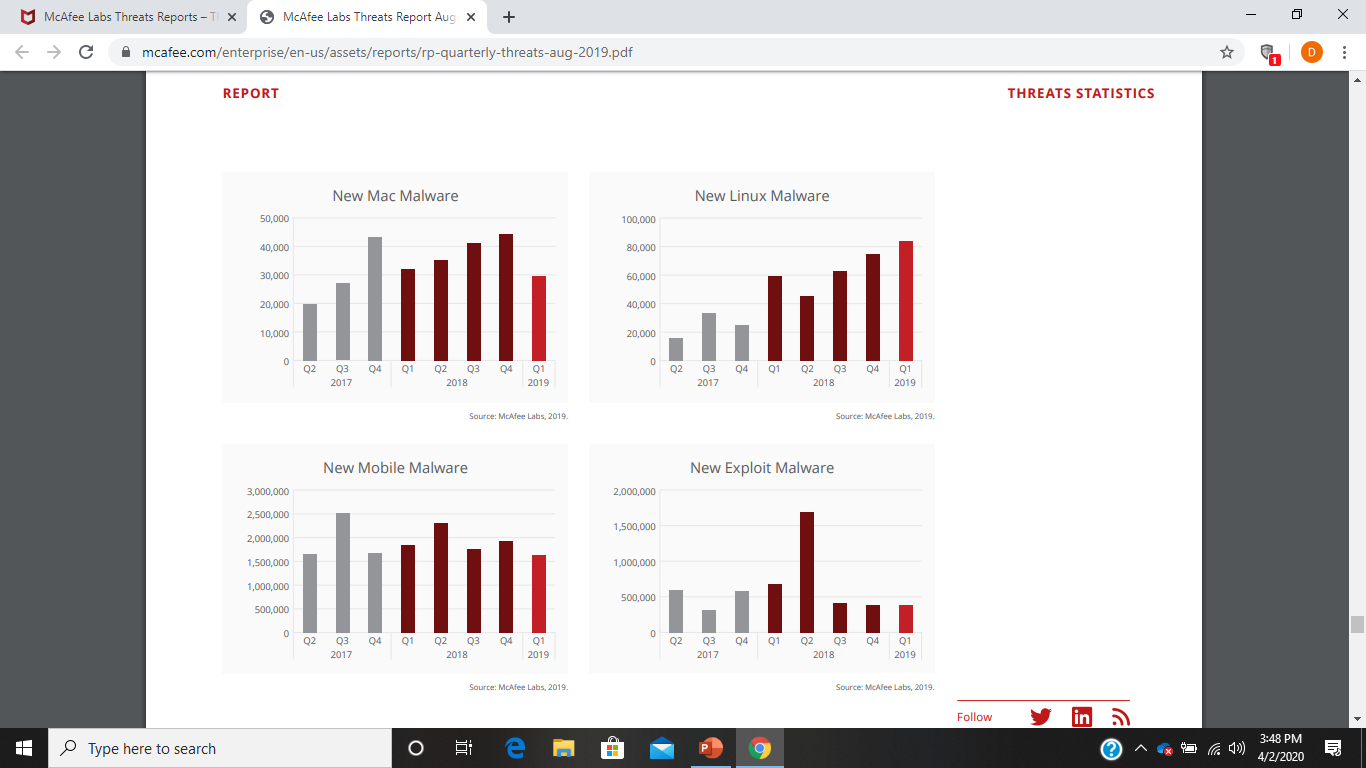 McAfee Labs Threats Reports – T
McAfee Labs Threats Report Aug
mcafee.com/enterprise/en-us/assets/reports/rp-quarterly-threats-aug-2019.pdf
1
D
REPORT
THREATS STATISTICS
New Mac Malware
50,000
40,000
30,000
20,000
10,000
0
Q2 Q3 Q4 Q1 Q2 Q3 Q4 Q1
2017 2018 2019
Source: McAfee Labs, 2019.
New Linux Malware
100,000
80,000
60,000
40,000
20,000
0
Q2 Q3 Q4 Q1 Q2 Q3 Q4 Q1
2017 2018 2019
Source: McAfee Labs, 2019.
New Mobile Malware
3,000,000
2,500,000
2,000,000
1,500,000
1,000,000
500,000
0
Q2 Q3 Q4 Q1 Q2 Q3 Q4 Q1
2017 2018 2019
Source: McAfee Labs, 2019.
New Exploit Malware
2,000,000
1,500,000
1,000,000
500,000
0
Q2 Q3 Q4 Q1 Q2 Q3 Q4 Q1
2017 2018 2019
Source: McAfee Labs, 2019.
Follow
Type here to search
3:48 PM
4/2/2020